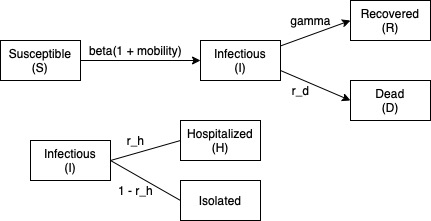 gamma
Recovered
(R)
Susceptible
(S)
beta(1 + mobility)
Infectious
(I)
r_d
Dead
(D)
Infectious
(I)
r_h
Hospitalized
(H)
1 - r_h
Isolated